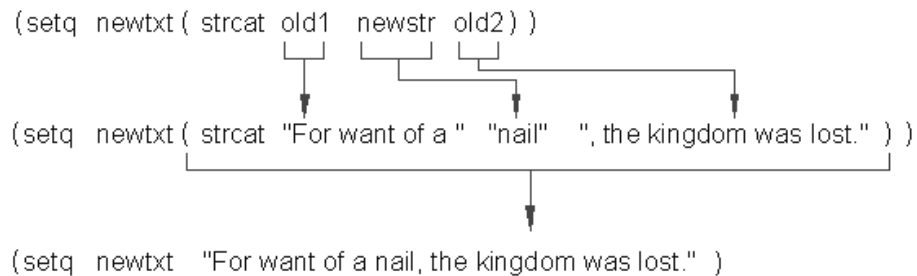 (setq newtxt ( strcat old1 newstr old2 ) )
(setq newtxt ( strcat "For want of a " "nail" ", the kingdom was lost." ) )
(setq newtxt "For want of a nail, the kingdom was lost." )